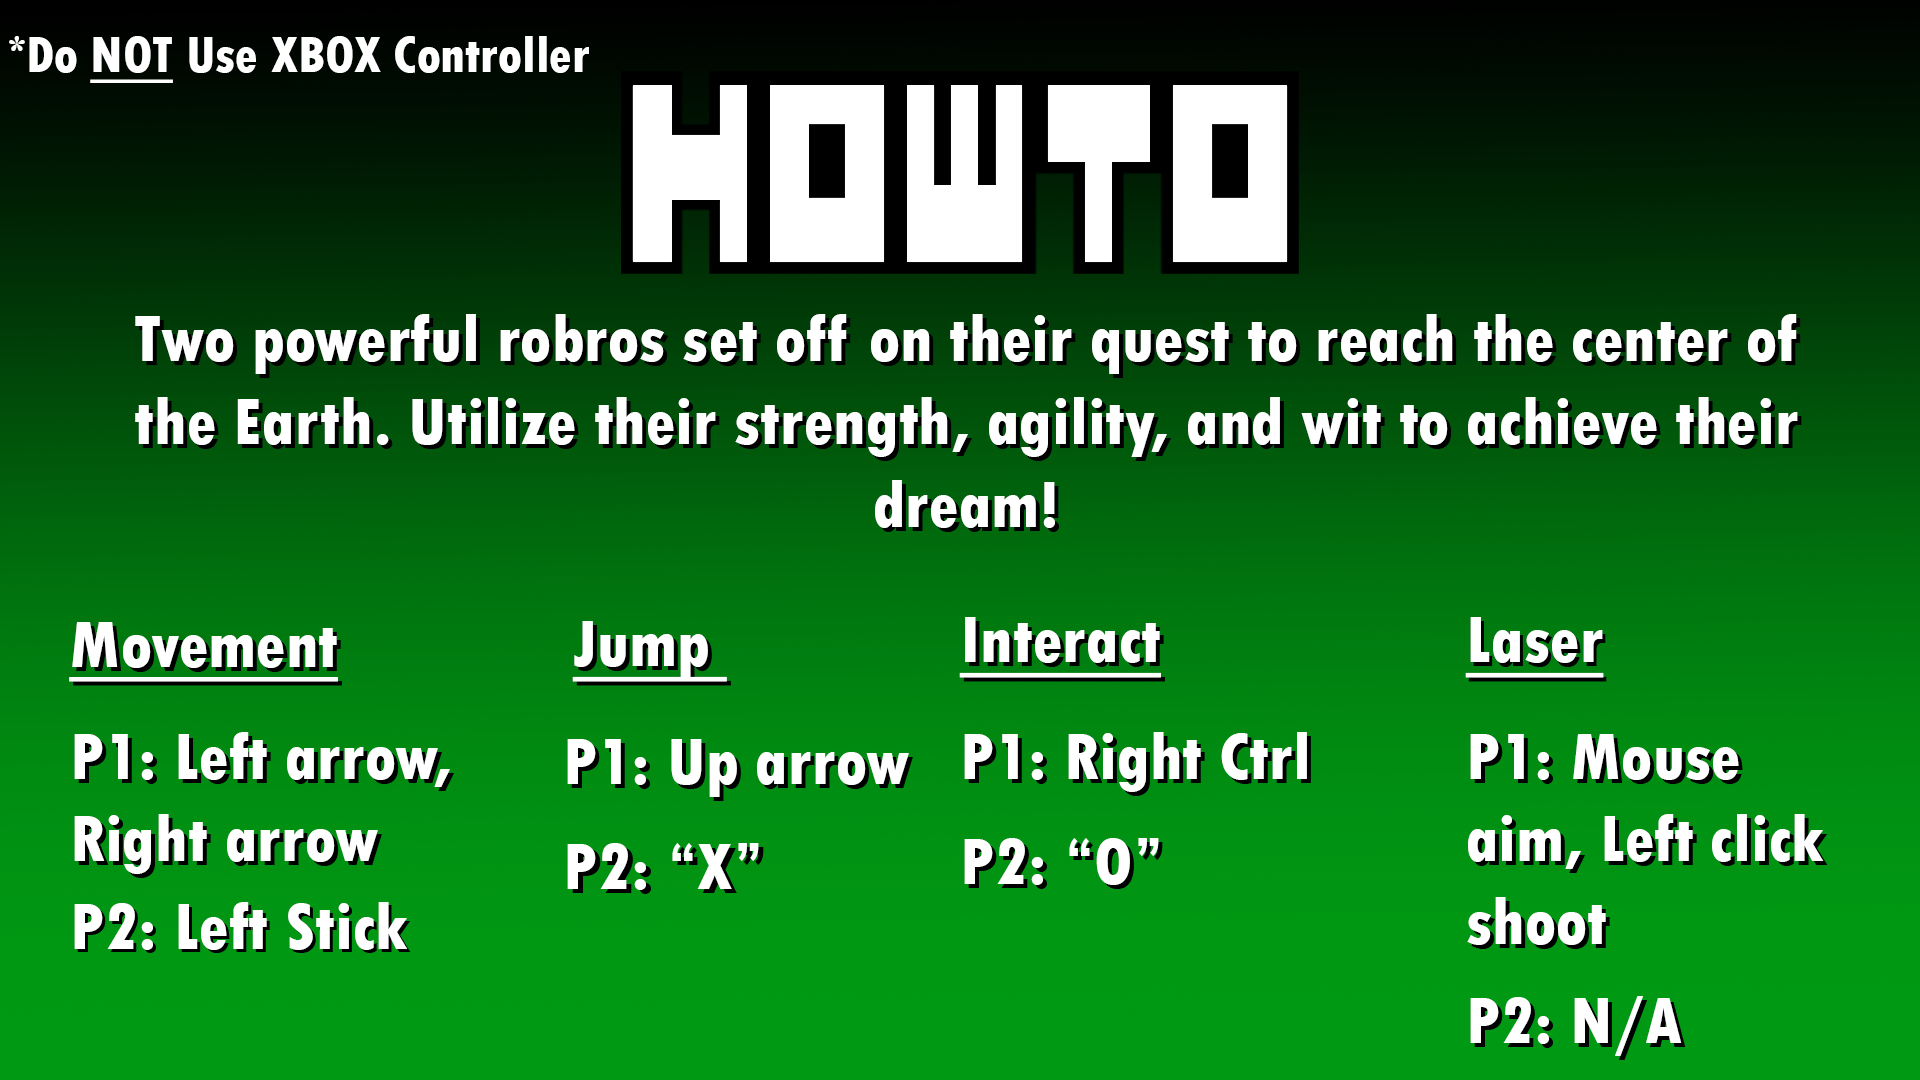 *Do NOT Use XBOX Controller
HOW TO
Two powerful robros set off on their quest to reach the center of
the Earth. Utilize their strength, agility, and wit to achieve their
dream!
Movement
P1: Left arrow,
Right arrow
P2: Left Stick
Jump
P1: Up arrow
P2: “X”
Interact
P1: Right Ctrl
P2: “O”
Laser
P1: Mouse
aim, Left click
shoot
P2: N/A